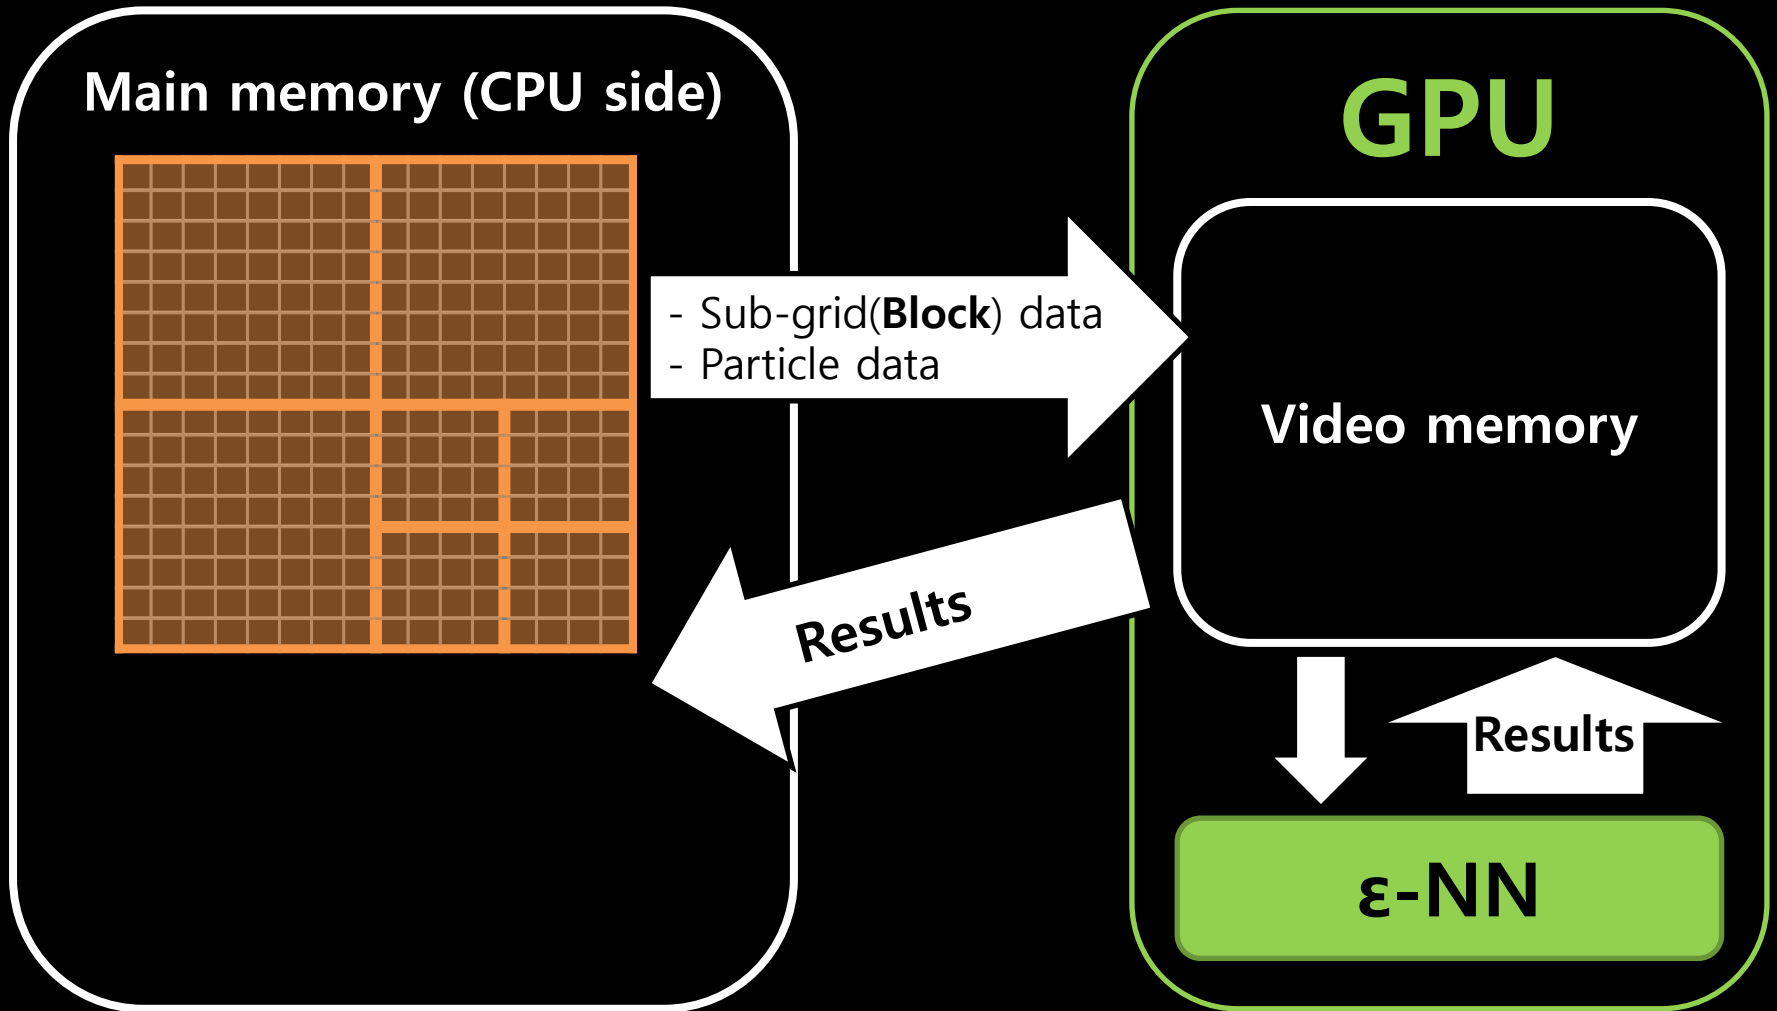 Main memory (CPU side)
GPU
- Sub-grid(Block) data
- Particle data
Video memory
Results
Results
ε-NN